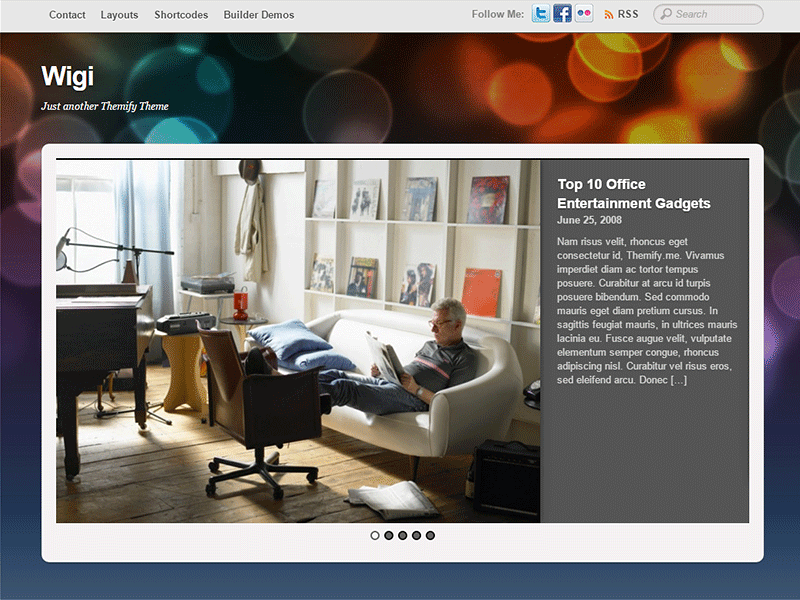 Contact Layouts Shortcodes Builder Demos Follow Me: RSS Search
Wigi
Just another Themify Theme
Top 10 Office
Entertainment Gadgets
June 25, 2008
Nam risus velit, rhoncus eget
consectetur id, Themify.me. Vivamus
imperdiet diam ac tortor tempus
posuere. Curabitur at arcu id turpis
posuere bibendum. Sed commodo
mauris eget diam pretium cursus. In
sagittis feugiat mauris, in ultrices mauris
lacinia eu. Fusce augue velit, vulputate
elementum semper congue, rhoncus
adipiscing nisl. Curabitur vel risus eros,
sed eleifend arcu. Donec [...]